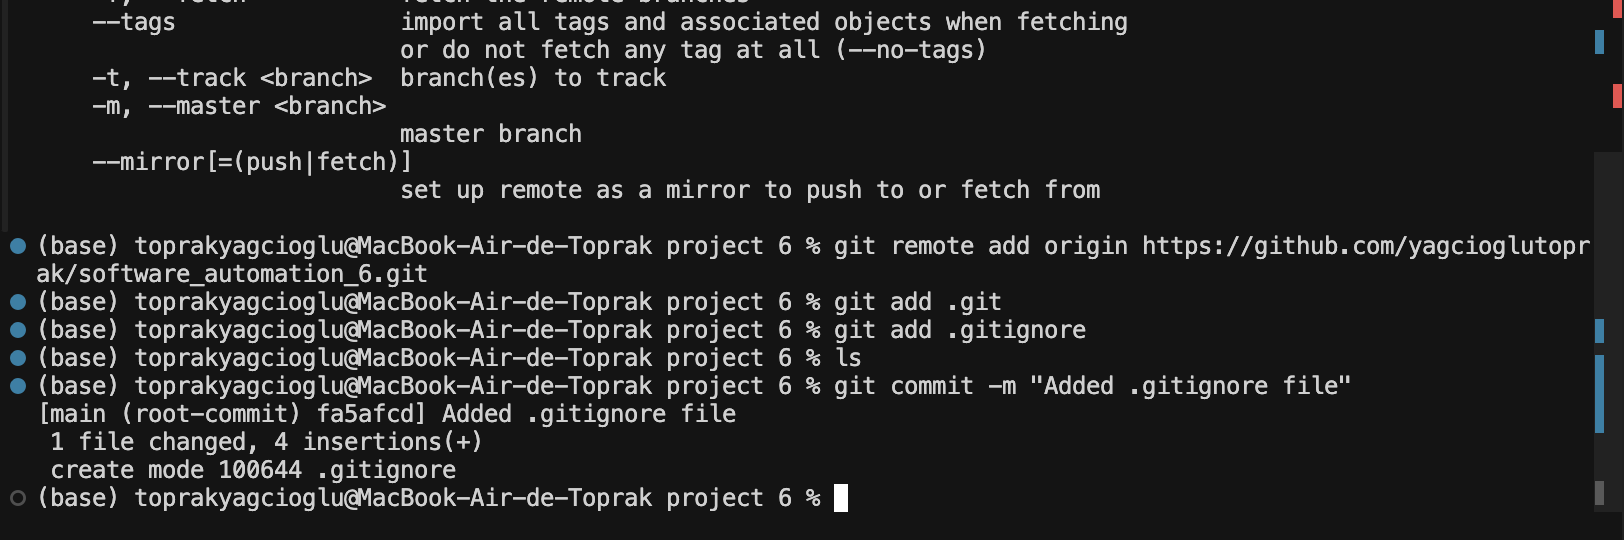 --tags import all tags and associated objects when fetching
or do not fetch any tag at all (--no-tags)
-t, --track <branch> branch(es) to track
-m, --master <branch>
master branch
--mirror[=(push|fetch)]
set up remote as a mirror to push to or fetch from
(base) toprakyagcioglu@MacBook-Air-de-Toprak project 6 % git remote add origin https://github.com/yagcioglutopr
ak/software_automation_6.git
(base) toprakyagcioglu@MacBook-Air-de-Toprak project 6 % git add .git
(base) toprakyagcioglu@MacBook-Air-de-Toprak project 6 % git add .gitignore
(base) toprakyagcioglu@MacBook-Air-de-Toprak project 6 % ls
(base) toprakyagcioglu@MacBook-Air-de-Toprak project 6 % git commit -m "Added .gitignore file"
[main (root-commit) fa5afcd] Added .gitignore file
1 file changed, 4 insertions(+)
create mode 100644 .gitignore
(base) toprakyagcioglu@MacBook-Air-de-Toprak project 6 %